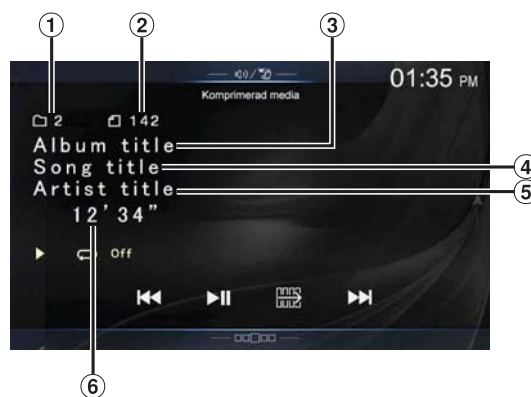 1 2 3
Komprimerad media
01:35 PM
2 142
Album title
Song title
4
Artist title
5
12’34”
Off
6